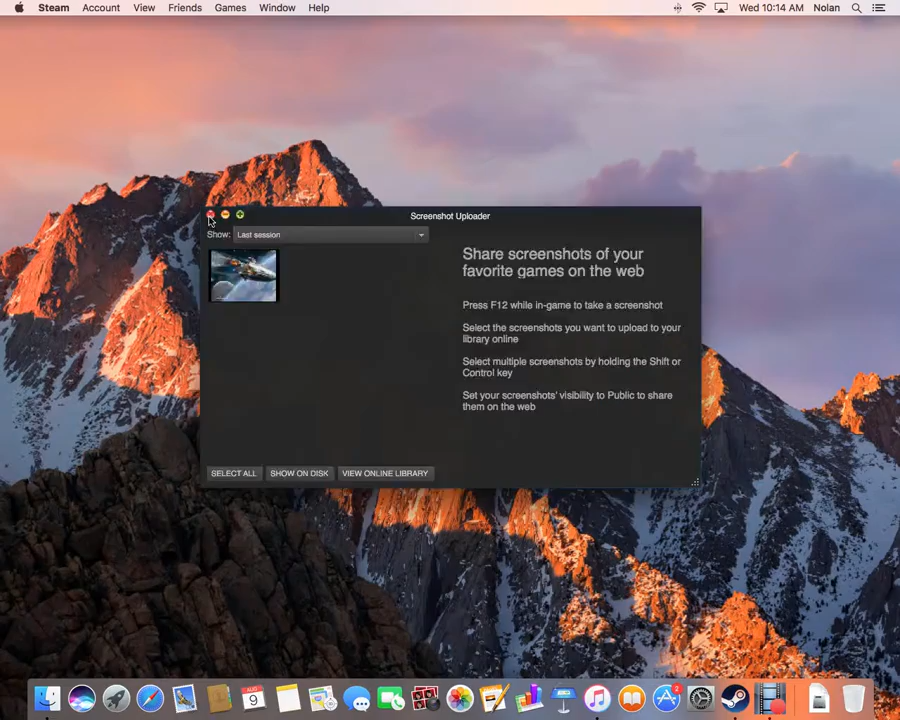 Steam Account View Friends Games Window Help Wed 10:14 AM Nolan
Screenshot Uploader
Show: Last session
Share screenshots of your
favorite games on the web
Press F12 while in-game to take a screenshot
Select the screenshots you want to upload to your
library online
Select multiple screenshots by holding the Shift or
Control key
Set your screenshots' visibility to Public to share
them on the web
SELECT ALL SHOW ON DISK VIEW ONLINE LIBRARY
AUG
9
2